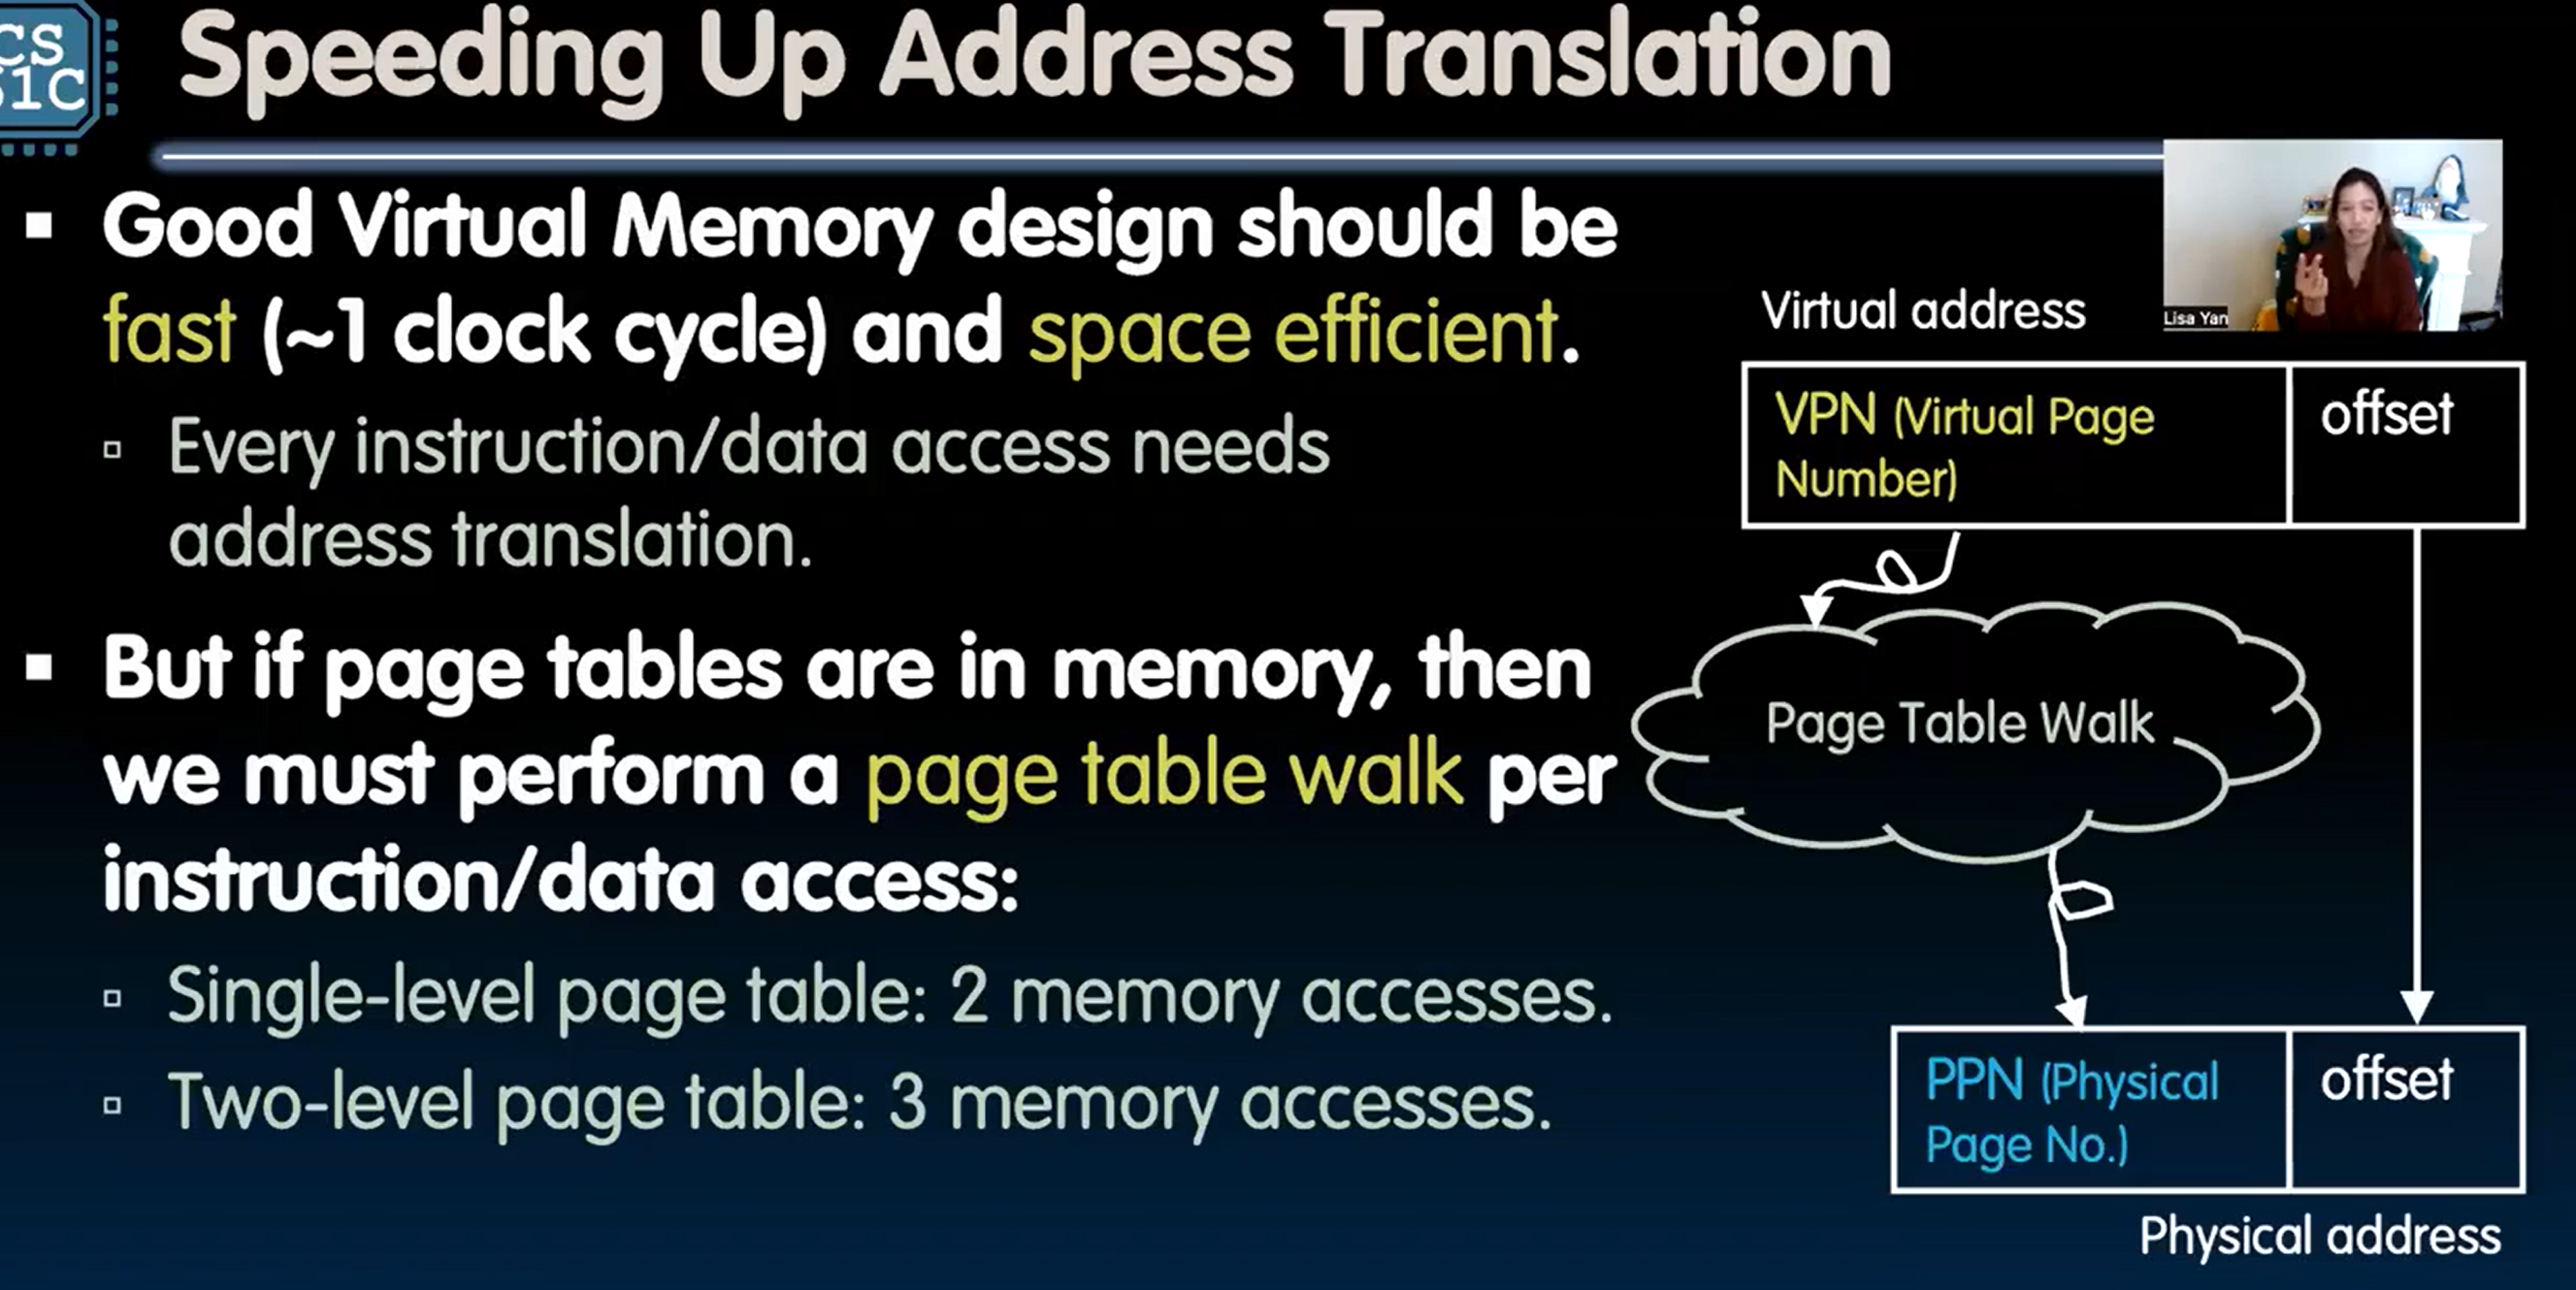 CS
61C
Speeding Up Address Translation
▪ Good Virtual Memory design should be
fast (~1 clock cycle) and space efficient.
▫ Every instruction/data access needs
address translation.
▪ But if page tables are in memory, then
we must perform a page table walk per
instruction/data access:
▫ Single-level page table: 2 memory accesses.
▫ Two-level page table: 3 memory accesses.
Lisa Yan
Virtual address
VPN (Virtual Page
Number)
offset
Page Table Walk
PPN (Physical
Page No.)
offset
Physical address